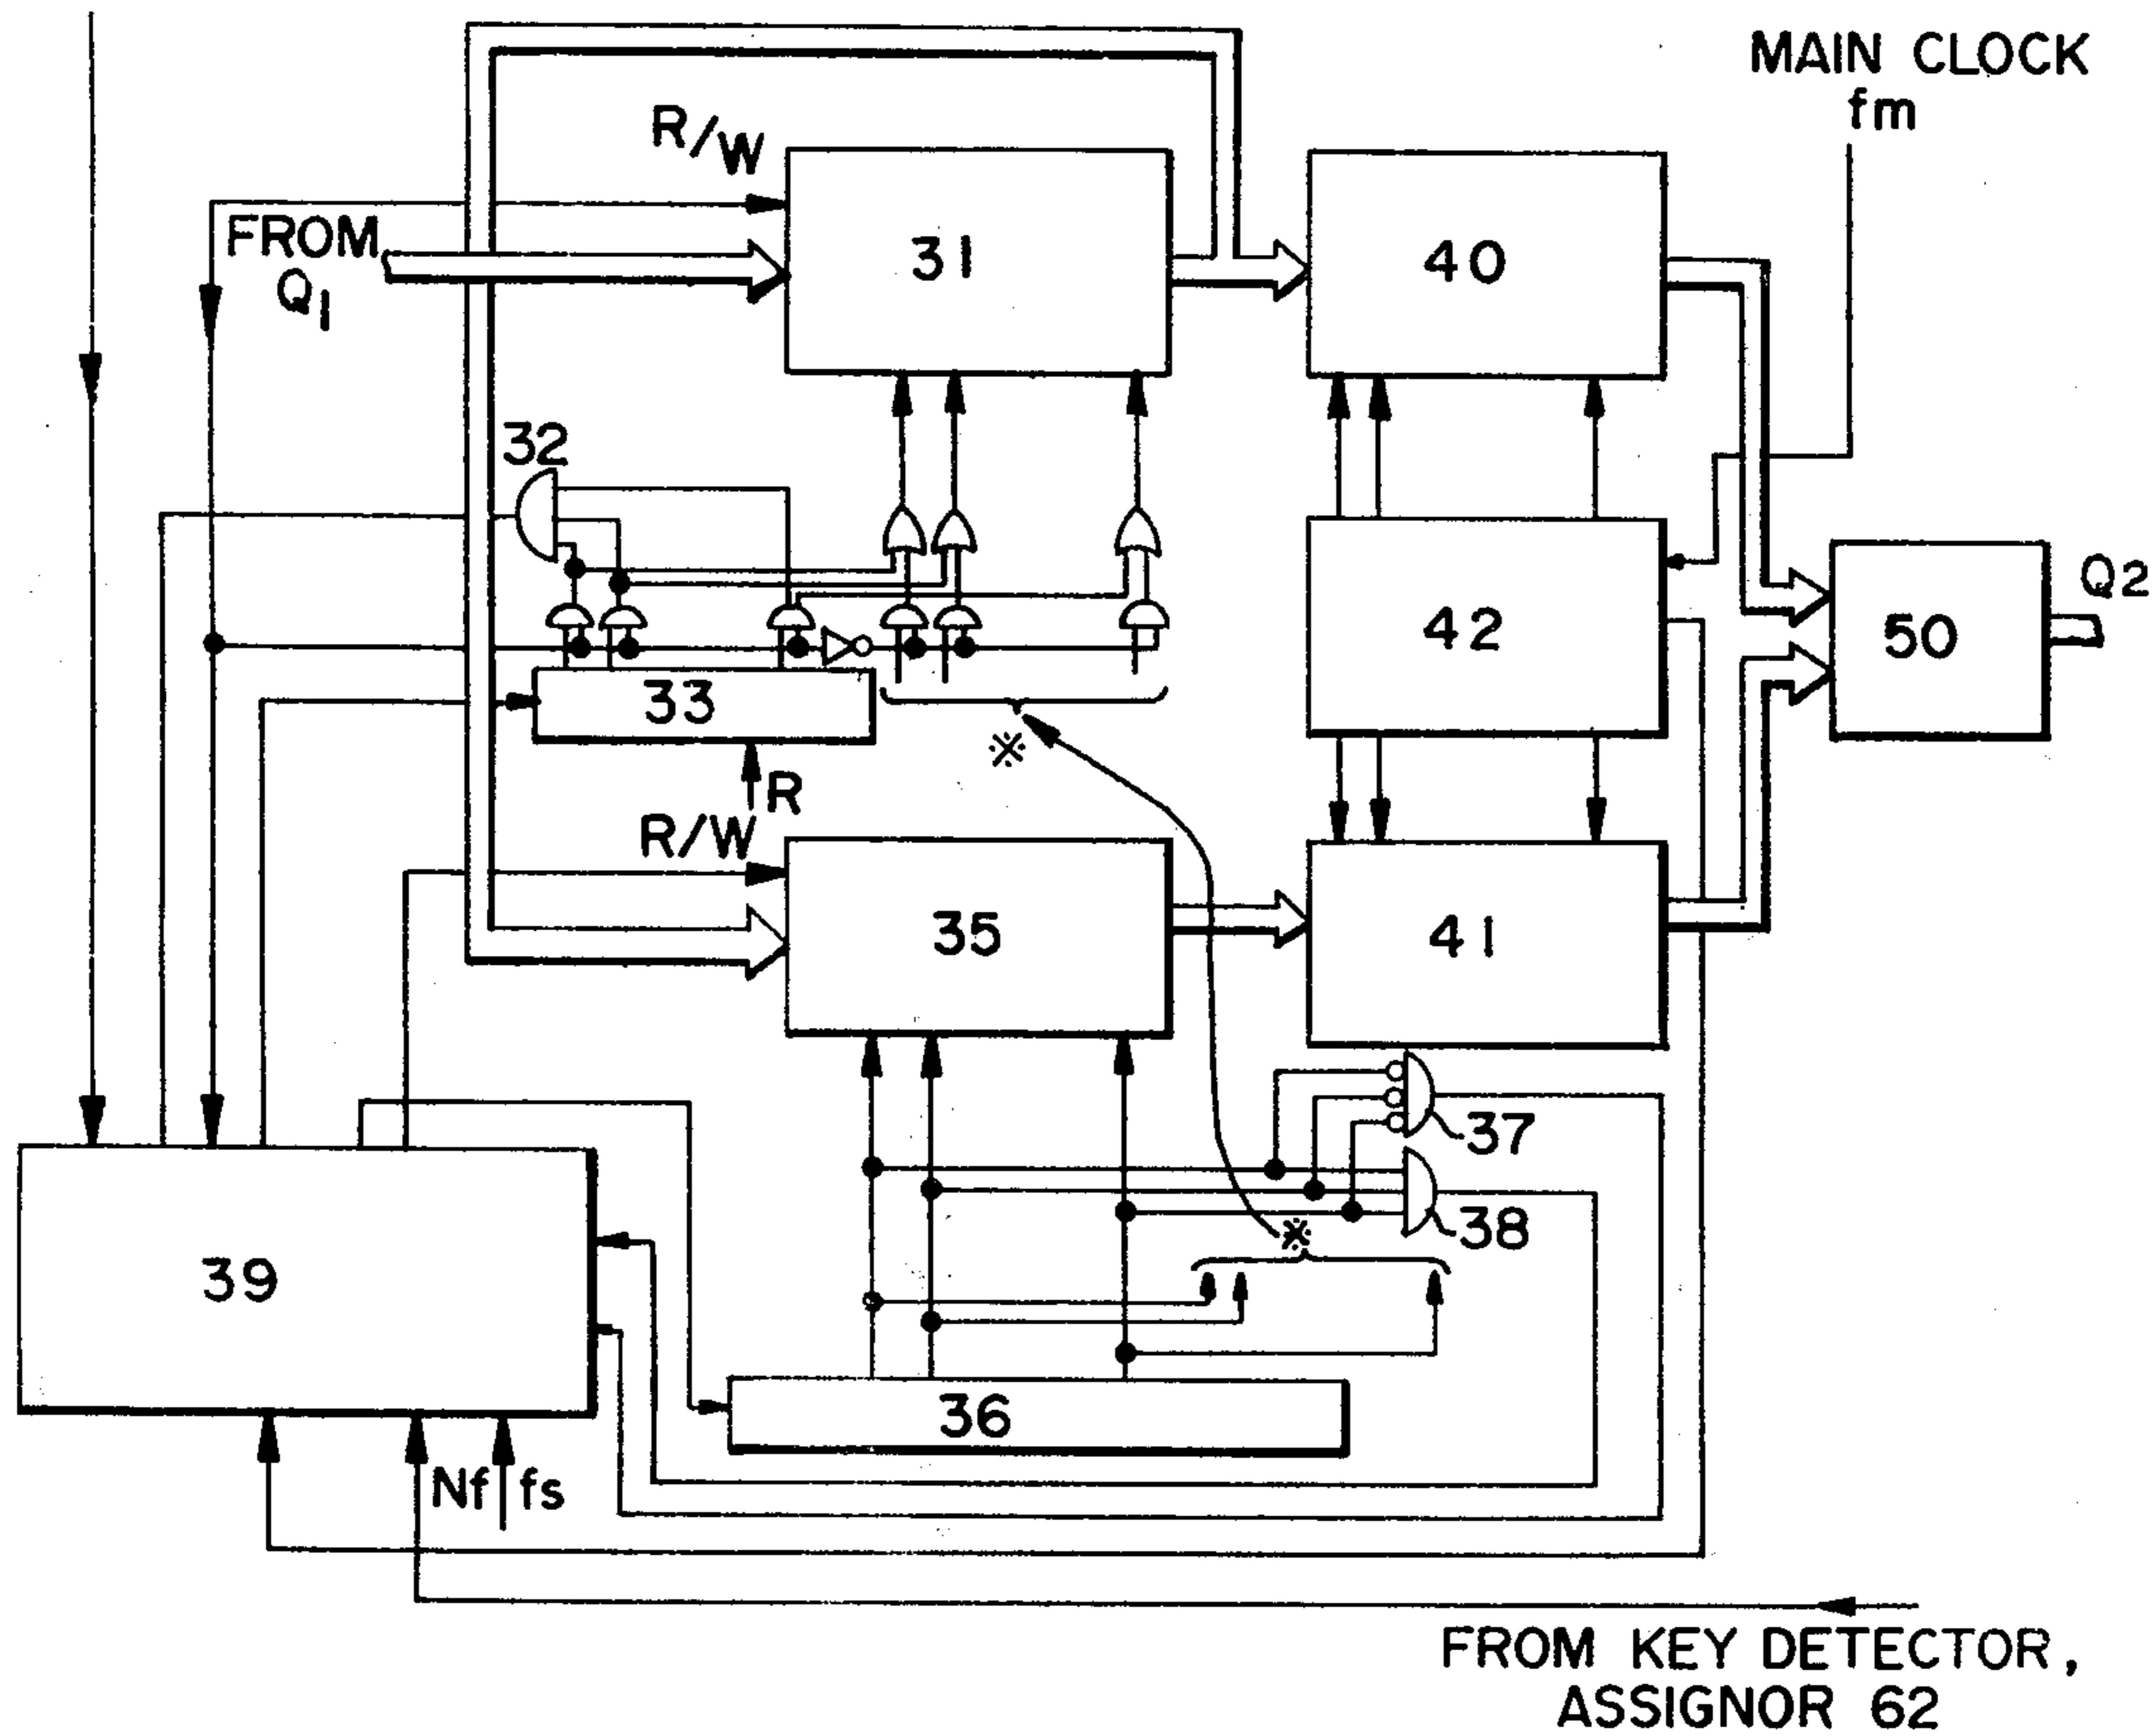 MAIN CLOCK
fm
R/W
FROM
Q1
31
40
32
Q2
42
50
33
※
R
R/W
35
41
37
38
※
39
36
Nf fs
FROM KEY DETECTOR,
ASSIGNOR 62